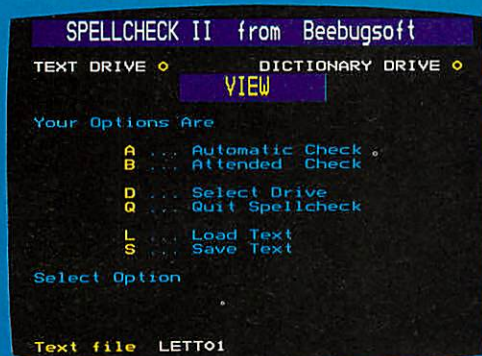 SPELLCHECK II from Beebugsoft
TEXT DRIVE 0 DICTIONARY DRIVE 0
VIEW
Your Options Are
A ... Automatic Check
B ... Attended Check
D ... Select Drive
Q ... Quit Spellcheck
L ... Load Text
S ... Save Text
Select Option
Text file LETT01